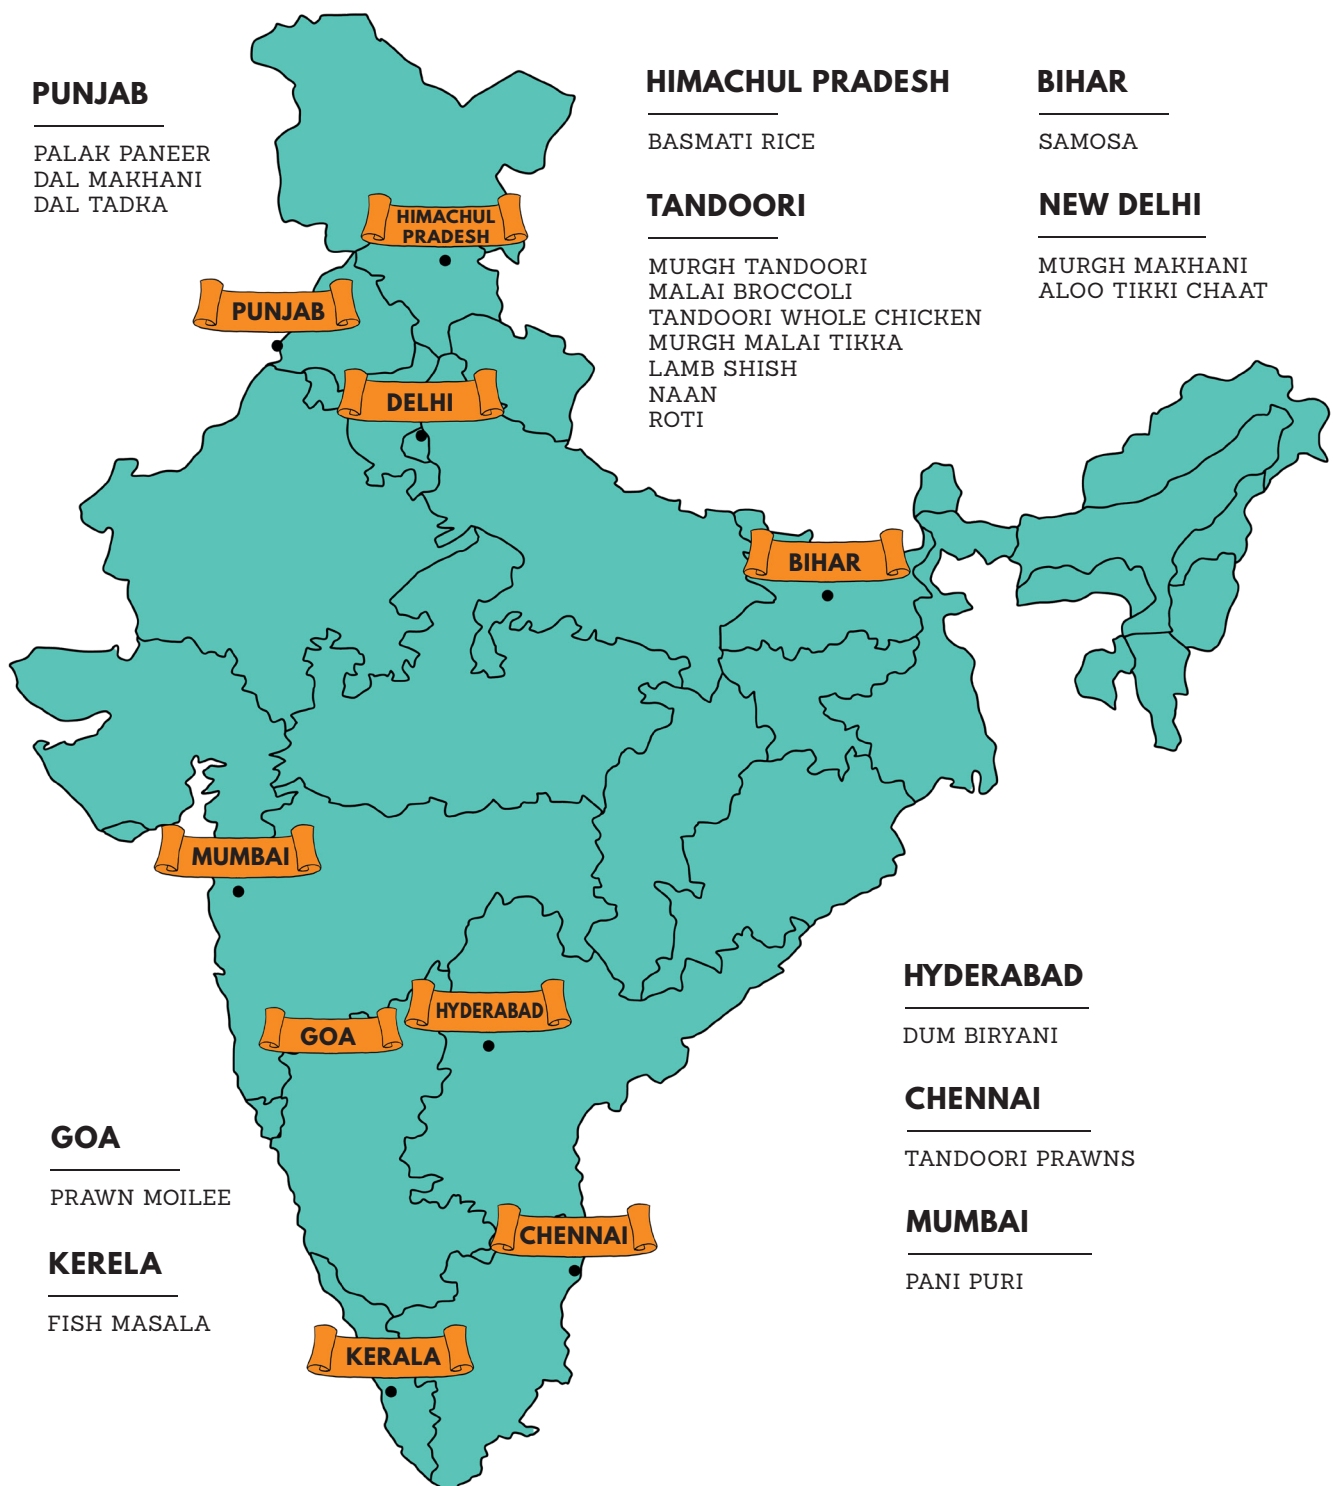 PUNJAB
PALAK PANEER
DAL MAKHANI
DAL TADKA
HIMACHUL PRADESH
BASMATI RICE
BIHAR
SAMOSA
TANDOORI
MURGH TANDOORI
MALAI BROCCOLI
TANDOORI WHOLE CHICKEN
MURGH MALAI TIKKA
LAMB SHISH
NAAN
ROTI
NEW DELHI
MURGH MAKHANI
ALOO TIKKI CHAAT
HIMACHUL
PRADESH
PUNJAB
DELHI
BIHAR
MUMBAI
HYDERABAD
GOA
CHENNAI
KERALA
HYDERABAD
DUM BIRYANI
CHENNAI
TANDOORI PRAWNS
MUMBAI
PANI PURI
GOA
PRAWN MOILEE
KERELA
FISH MASALA